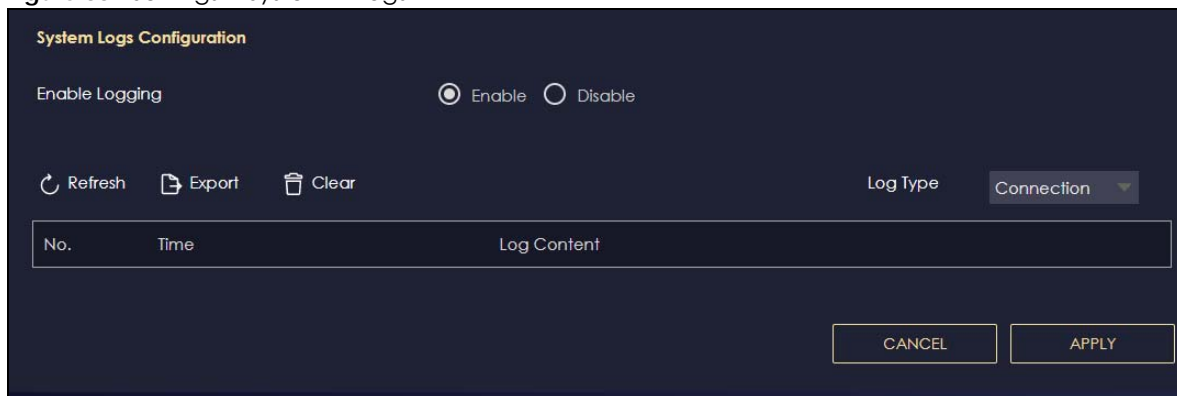 System Logs Configuration
Enable Logging Enable Disable
Refresh Export Clear Log Type Connection
No. Time Log Content
CANCEL APPLY